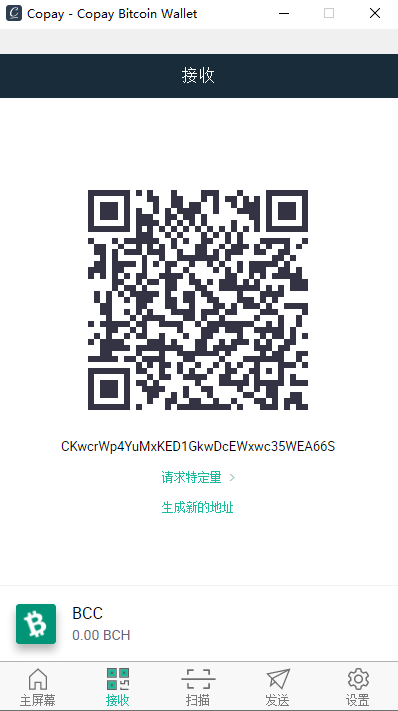 Copay - Copay Bitcoin Wallet
接收
CKwcrWp4YuMxKED1GkwDcEWxwc35WEA66S
请求特定量
生成新的地址
BCC
0.00 BCH
主屏幕 接收 扫描 发送 设置